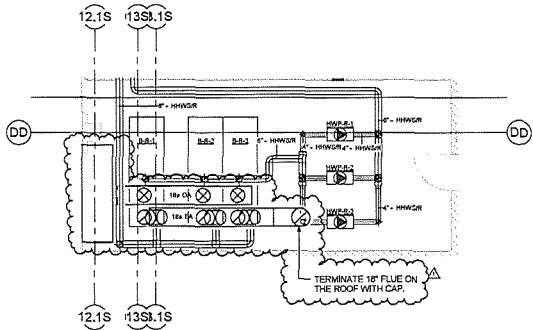 12.1S
13S
3.1S
6" - HHWS/R
HWP-R-1
6" - HHWS/R
DD
DD
B-R-1
B-R-2
B-R-3
6" - HHWS/R
4" - HHWS/R
4" - HHWS/R
HWP-R-2
18ø OA
4" - HHWS/R
18ø EA
HWP-R-3
TERMINATE 18" FLUE ON
THE ROOF WITH CAP.
12.1S
13S
3.1S